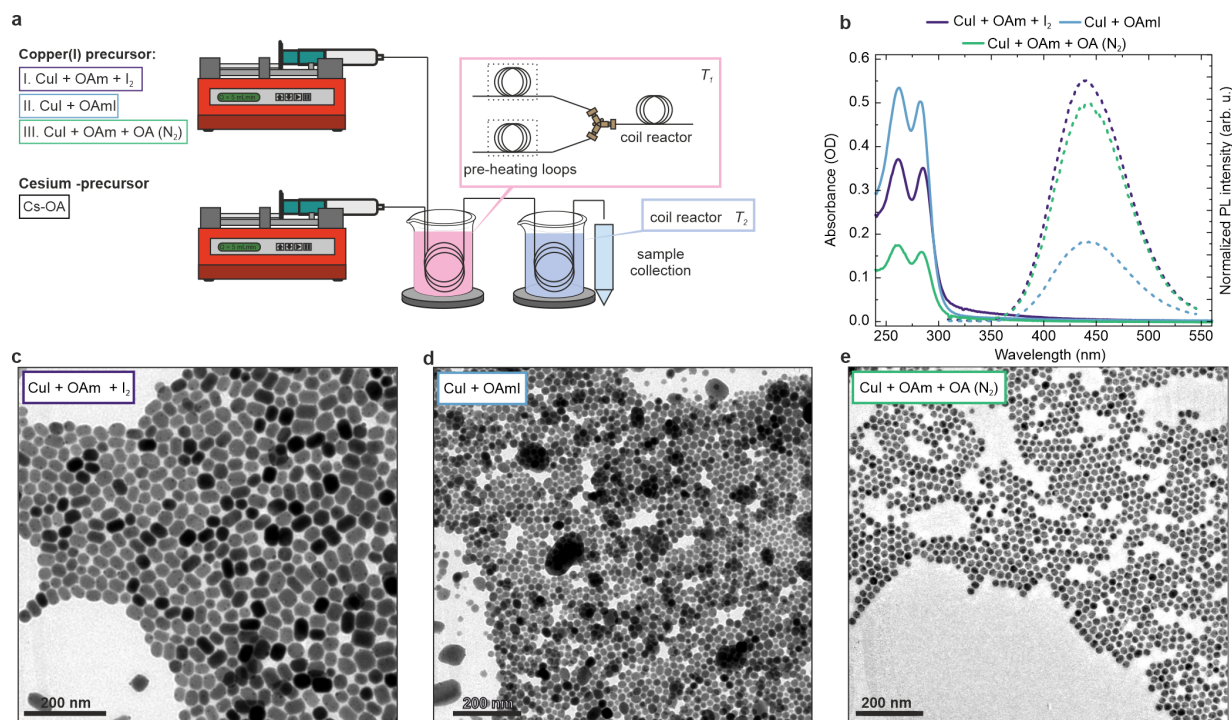 a
Copper(I) precursor:
I. CuI + OAm + I₂
II. CuI + OAmI
III. CuI + OAm + OA (N₂)
Cesium -precursor
Cs-OA
T₁
coil reactor
pre-heating loops
coil reactor T₂
sample
collection
b
CuI + OAm + I₂
CuI + OAmI
CuI + OAm + OA (N₂)
Absorbance (OD)
0.6
0.5
0.4
0.3
0.2
0.1
0.0
250
300
350
400
450
500
550
Wavelength (nm)
Normalized PL intensity (arb. u.)
c
CuI + OAm + I₂
200 nm
d
CuI + OAmI
200 nm
e
CuI + OAm + OA (N₂)
200 nm